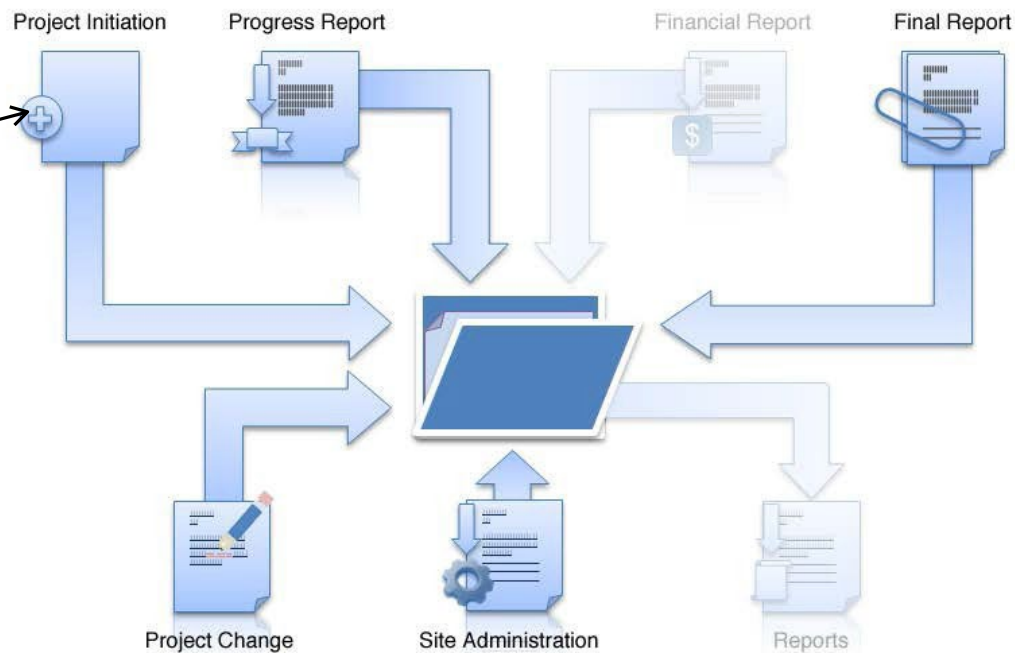 Project Initiation
Progress Report
Financial Report
Final Report
$
Project Change
Site Administration
Reports